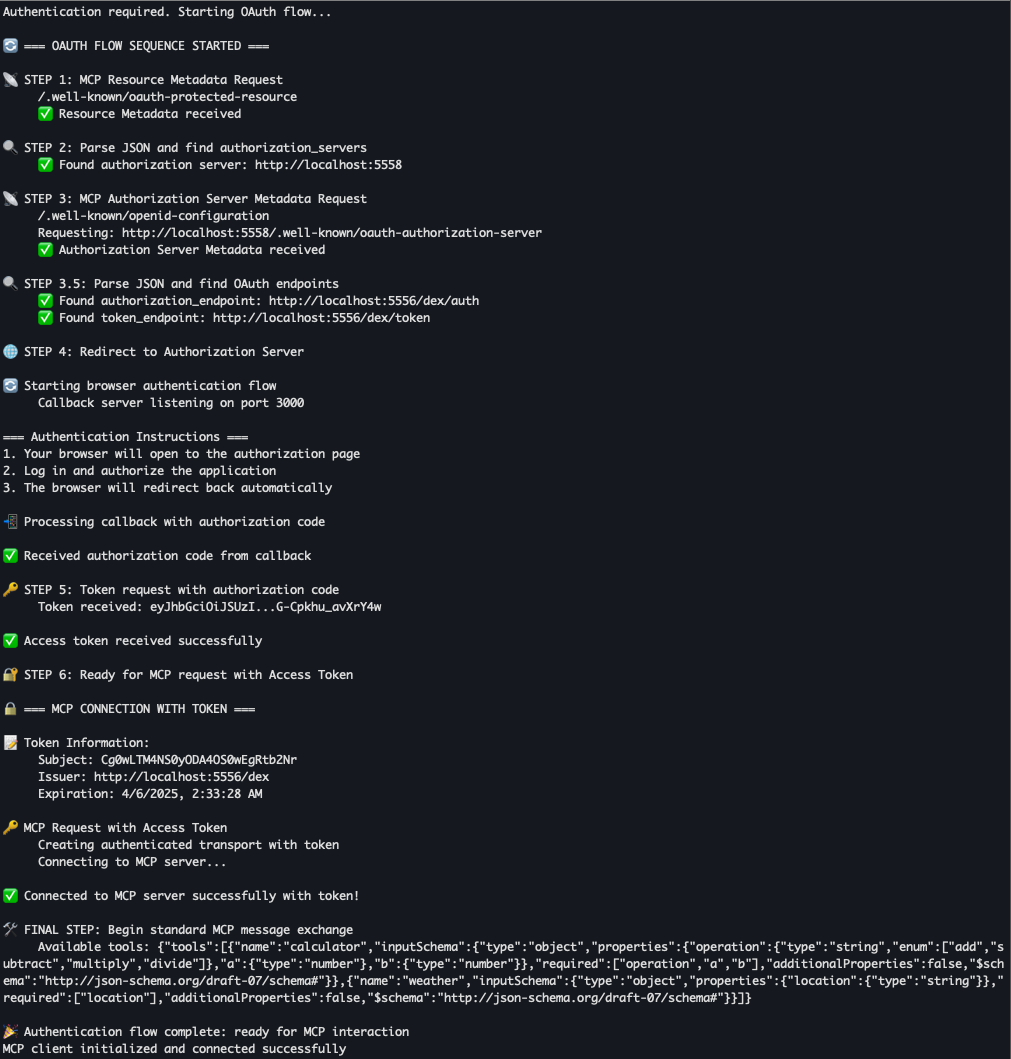 Authentication required. Starting OAuth flow...
🔄 === OAUTH FLOW SEQUENCE STARTED ===
📡 STEP 1: MCP Resource Metadata Request
/.well-known/oauth-protected-resource
✅ Resource Metadata received
🔍 STEP 2: Parse JSON and find authorization_servers
✅ Found authorization server: http://localhost:5558
📡 STEP 3: MCP Authorization Server Metadata Request
/.well-known/openid-configuration
Requesting: http://localhost:5558/.well-known/oauth-authorization-server
✅ Authorization Server Metadata received
🔍 STEP 3.5: Parse JSON and find OAuth endpoints
✅ Found authorization_endpoint: http://localhost:5556/dex/auth
✅ Found token_endpoint: http://localhost:5556/dex/token
🌐 STEP 4: Redirect to Authorization Server
🔄 Starting browser authentication flow
Callback server listening on port 3000
=== Authentication Instructions ===
1. Your browser will open to the authorization page
2. Log in and authorize the application
3. The browser will redirect back automatically
📲 Processing callback with authorization code
✅ Received authorization code from callback
🔑 STEP 5: Token request with authorization code
Token received: eyJhbGciOiJSUzI...G-Cpkhu_avXrY4w
✅ Access token received successfully
🔐 STEP 6: Ready for MCP request with Access Token
🔒 === MCP CONNECTION WITH TOKEN ===
📝 Token Information:
Subject: Cg0wLTM4NS0yODA4OS0wEgRtb2Nr
Issuer: http://localhost:5556/dex
Expiration: 4/6/2025, 2:33:28 AM
🔑 MCP Request with Access Token
Creating authenticated transport with token
Connecting to MCP server...
✅ Connected to MCP server successfully with token!
🛠 FINAL STEP: Begin standard MCP message exchange
Available tools: {"tools":[{"name":"calculator","inputSchema":{"type":"object","properties":{"operation":{"type":"string","enum":["add","s
ubtract","multiply","divide"]},"a":{"type":"number"},"b":{"type":"number"}},"required":["operation","a","b"],"additionalProperties":false,"$sch
ema":"http://json-schema.org/draft-07/schema#"}},{"name":"weather","inputSchema":{"type":"object","properties":{"location":{"type":"string"}},"
required":["location"],"additionalProperties":false,"$schema":"http://json-schema.org/draft-07/schema#"}}]}
🎉 Authentication flow complete: ready for MCP interaction
MCP client initialized and connected successfully